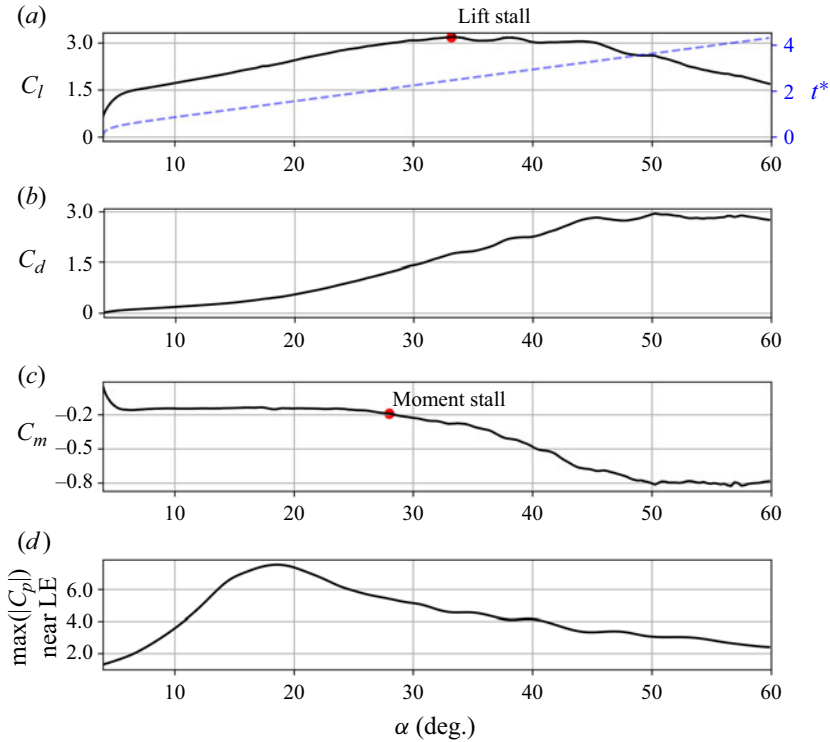 (a)
Lift stall
3.0
1.5
0
C_l
4
2
0
t*
10 20 30 40 50 60
(b)
3.0
1.5
0
C_d
10 20 30 40 50 60
(c)
Moment stall
–0.2
–0.5
–0.8
C_m
10 20 30 40 50 60
(d)
6.0
4.0
2.0
max(|C_p|)
near LE
10 20 30 40 50 60
α (deg.)